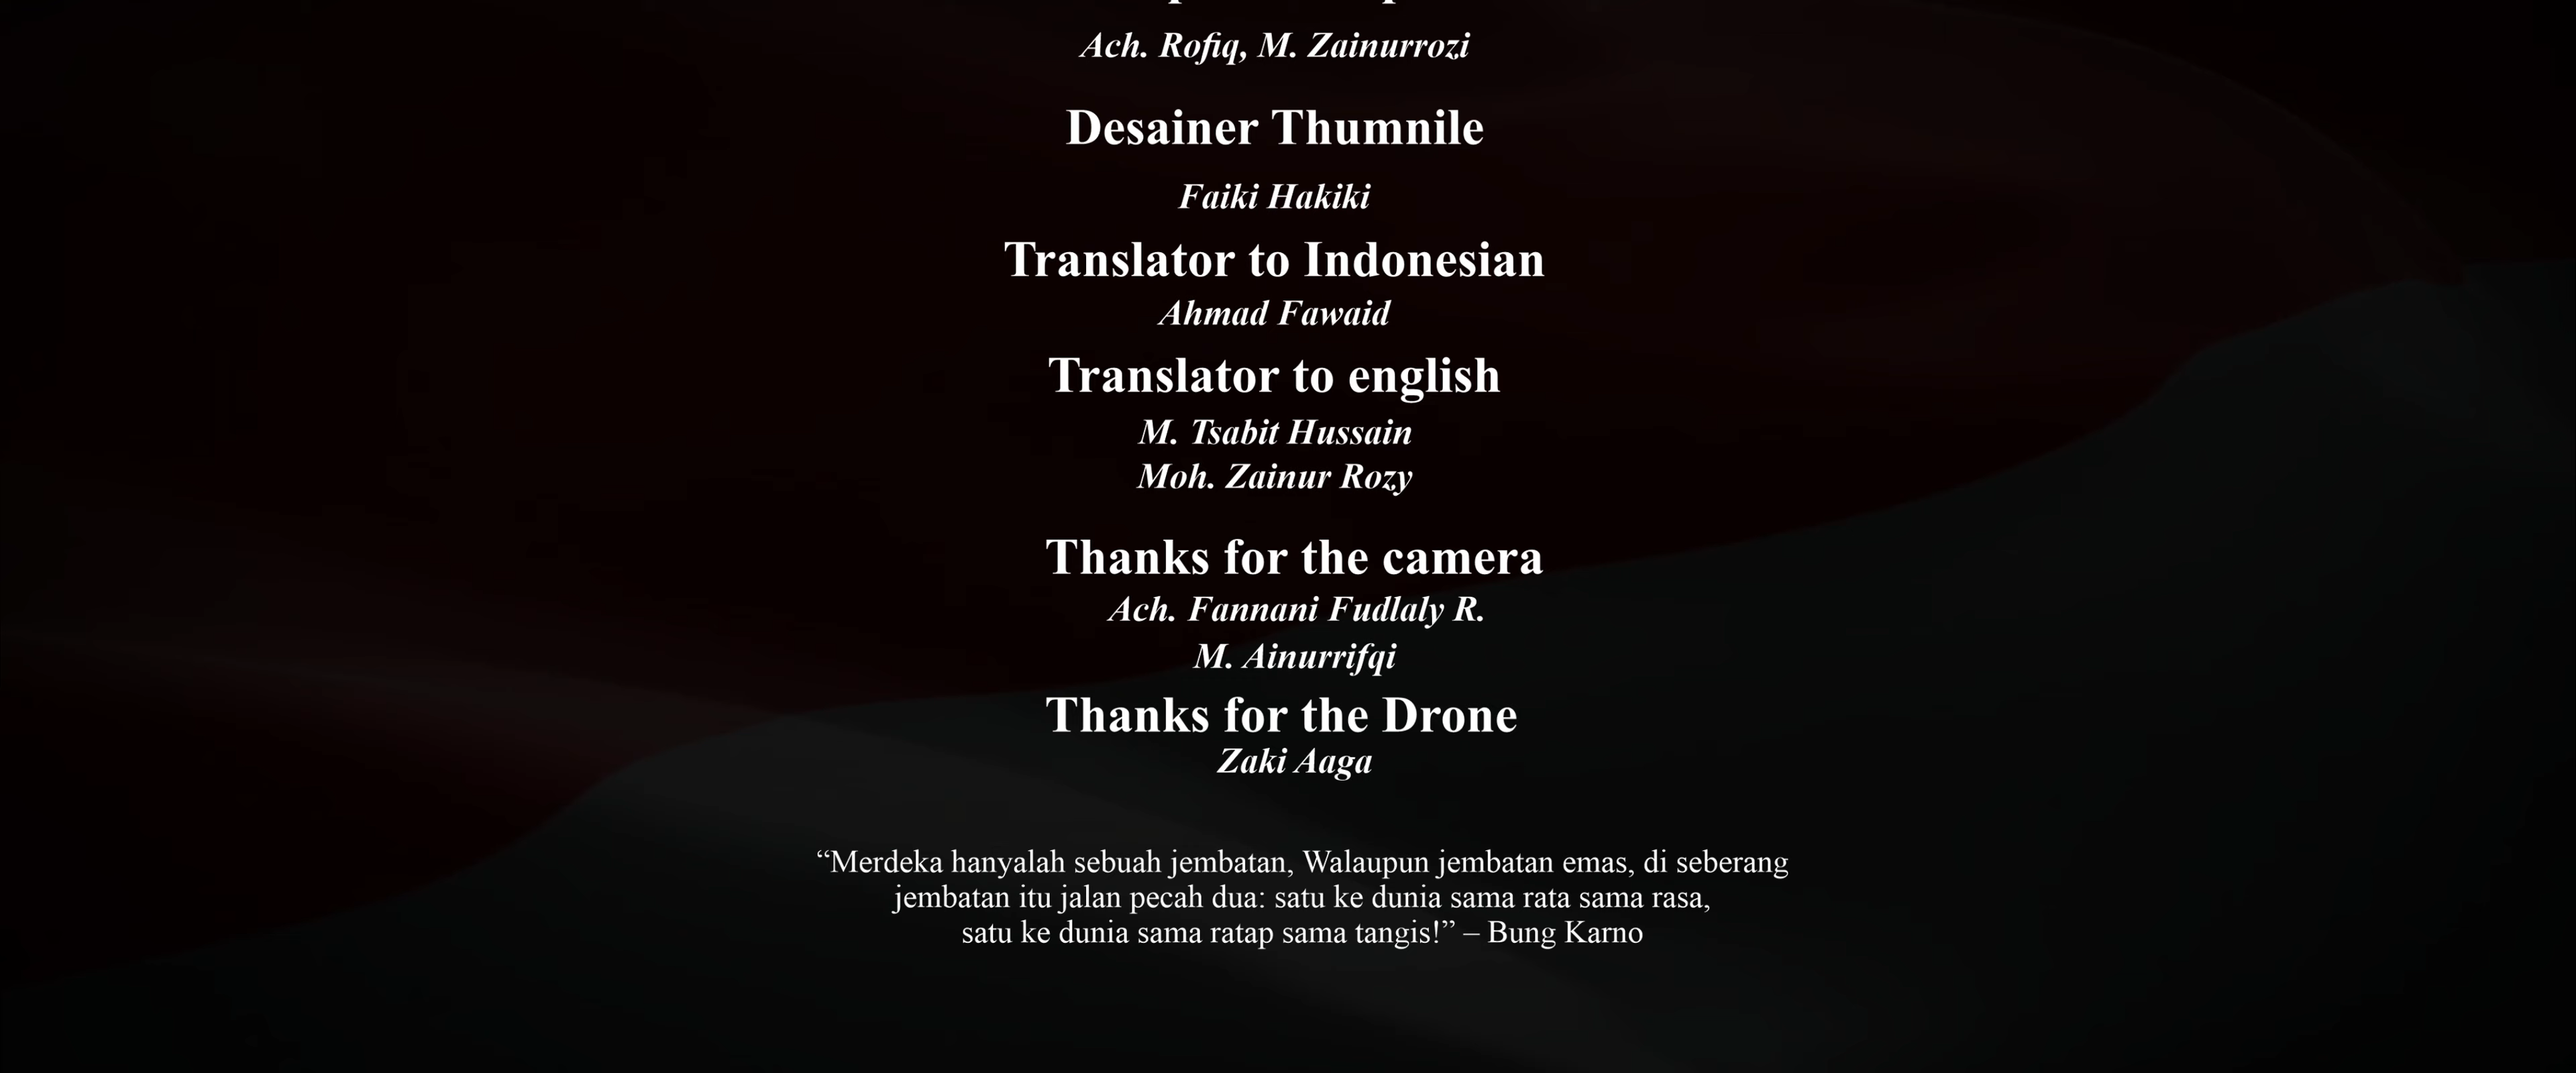 Ach. Rofiq, M. Zainurrozi
Desainer Thumnile
Faiki Hakiki
Translator to Indonesian
Ahmad Fawaid
Translator to english
M. Tsabit Hussain
Moh. Zainur Rozy
Thanks for the camera
Ach. Fannani Fudlaly R.
M. Ainurrifqi
Thanks for the Drone
Zaki Aaga
“Merdeka hanyalah sebuah jembatan, Walaupun jembatan emas, di seberang
jembatan itu jalan pecah dua: satu ke dunia sama rata sama rasa,
satu ke dunia sama ratap sama tangis!” – Bung Karno